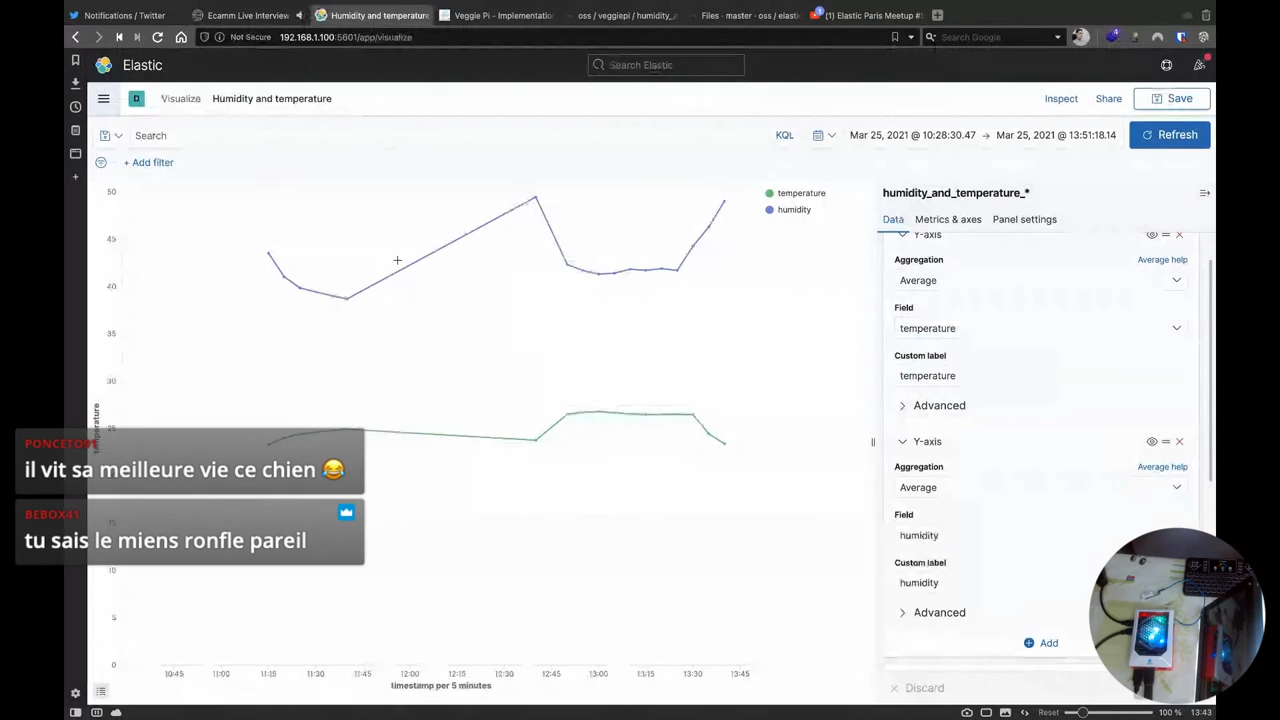 Notifications / Twitter
Ecamm Live Interview
Humidity and temperature
Veggie Pi - Implementation
oss / veggiepi / humidity_a
Files · master · oss / elasti
(1) Elastic Paris Meetup #
Not Secure
192.168.1.100:5601/app/visualize
Search Google
Elastic
Search Elastic
D
Visualize
Humidity and temperature
Inspect
Share
Save
Search
KQL
Mar 25, 2021 @ 10:28:30.47 → Mar 25, 2021 @ 13:51:18.14
Refresh
+ Add filter
50
45
40
35
30
25
15
10
5
0
temperature
10:45
11:00
11:15
11:30
11:45
12:00
12:15
12:30
12:45
13:00
13:15
13:30
13:45
timestamp per 5 minutes
temperature
humidity
humidity_and_temperature_*
Data
Metrics & axes
Panel settings
Y-axis
Aggregation
Average help
Average
Field
temperature
Custom label
temperature
Advanced
Y-axis
Aggregation
Average help
Average
Field
humidity
Custom label
humidity
Advanced
Add
Discard
il vit sa meilleure vie ce chien 😂
BEBOX41
tu sais le miens ronfle pareil
Reset
100 %
13:43